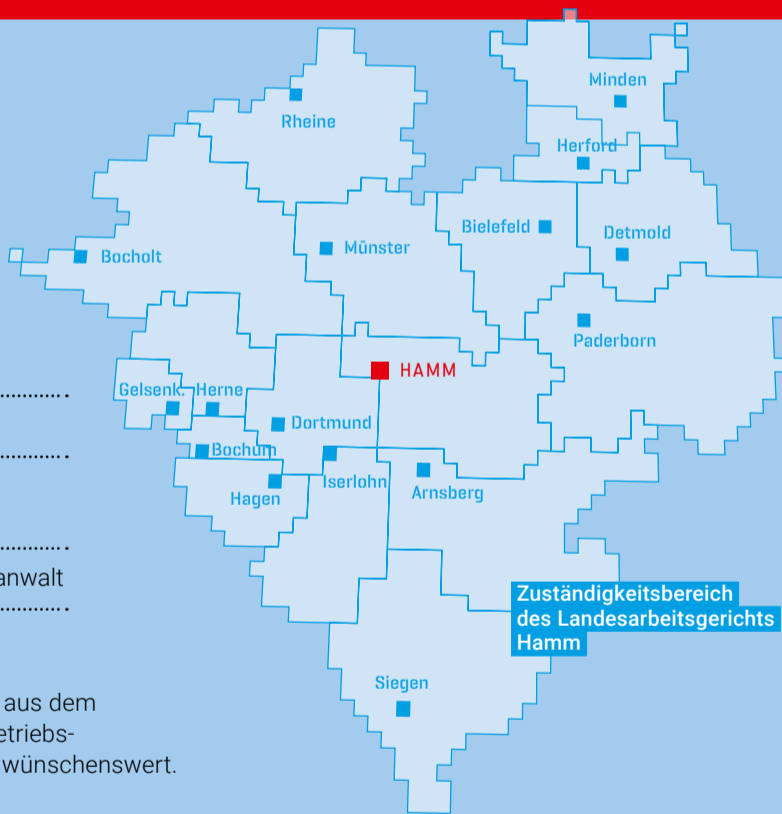 Minden
Rheine
Herford
Bielefeld
Detmold
Münster
Bocholt
Paderborn
HAMM
Gelsenk. Herne
Dortmund
Bochum
Iserlohn
Arnsberg
Hagen
anwalt
Zuständigkeitsbereich
des Landesarbeitsgerichts
Hamm
Siegen
aus dem
etriebs-
wünschenswert.